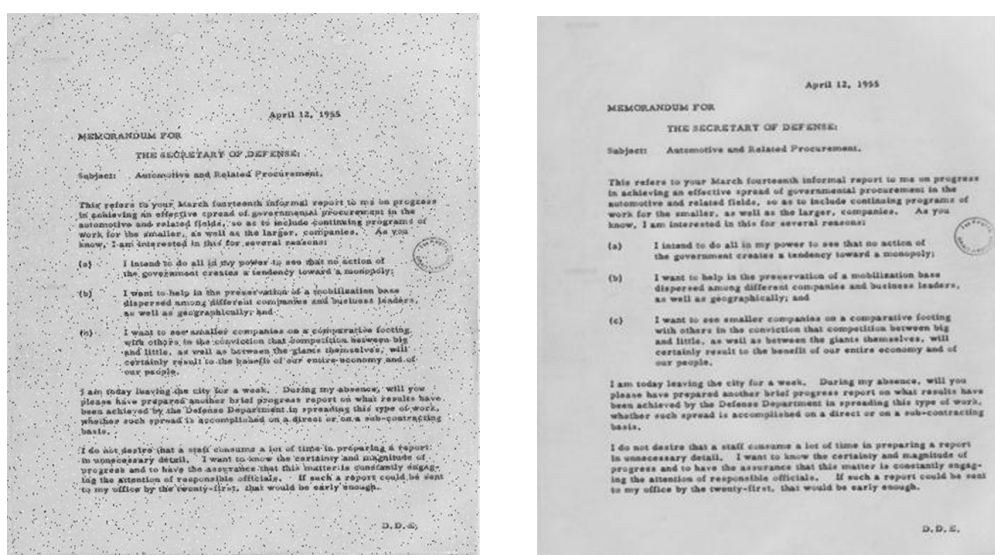 April 12, 1955
MEMORANDUM FOR
THE SECRETARY OF DEFENSE:
Subject: Automotive and Related Procurement.
This refers to your March fourteenth informal report to me on progress
in achieving an effective spread of governmental procurement in the
automotive and related fields, so as to include continuing programs of
work for the smaller, as well as the larger, companies. As you
know, I am interested in this for several reasons:
(a) I intend to do all in my power to see that no action of
the government creates a tendency toward a monopoly;
(b) I want to help in the preservation of a mobilization base
dispersed among different companies and business leaders,
as well as geographically; and
(c) I want to see smaller companies on a comparative footing
with others in the conviction that competition between big
and little, as well as between the giants themselves, will
certainly result to the benefit of our entire economy and of
our people.
I am today leaving the city for a week. During my absence, will you
please have prepared another brief progress report on what results have
been achieved by the Defense Department in spreading this type of work,
whether such spread is accomplished on a direct or on a sub-contracting
basis.
I do not desire that a staff consume a lot of time in preparing a report
in unnecessary detail. I want to know the certainty and magnitude of
progress and to have the assurance that this matter is constantly engag-
ing the attention of responsible officials. If such a report could be sent
to my office by the twenty-first, that would be early enough.
D.D.E.
April 12, 1955
MEMORANDUM FOR
THE SECRETARY OF DEFENSE:
Subject: Automotive and Related Procurement.
This refers to your March fourteenth informal report to me on progress
in achieving an effective spread of governmental procurement in the
automotive and related fields, so as to include continuing programs of
work for the smaller, as well as the larger, companies. As you
know, I am interested in this for several reasons:
(a) I intend to do all in my power to see that no action of
the government creates a tendency toward a monopoly;
(b) I want to help in the preservation of a mobilization base
dispersed among different companies and business leaders,
as well as geographically; and
(c) I want to see smaller companies on a comparative footing
with others in the conviction that competition between big
and little, as well as between the giants themselves, will
certainly result to the benefit of our entire economy and of
our people.
I am today leaving the city for a week. During my absence, will you
please have prepared another brief progress report on what results have
been achieved by the Defense Department in spreading this type of work,
whether such spread is accomplished on a direct or on a sub-contracting
basis.
I do not desire that a staff consume a lot of time in preparing a report
in unnecessary detail. I want to know the certainty and magnitude of
progress and to have the assurance that this matter is constantly engag-
ing the attention of responsible officials. If such a report could be sent
to my office by the twenty-first, that would be early enough.
D.D.E.